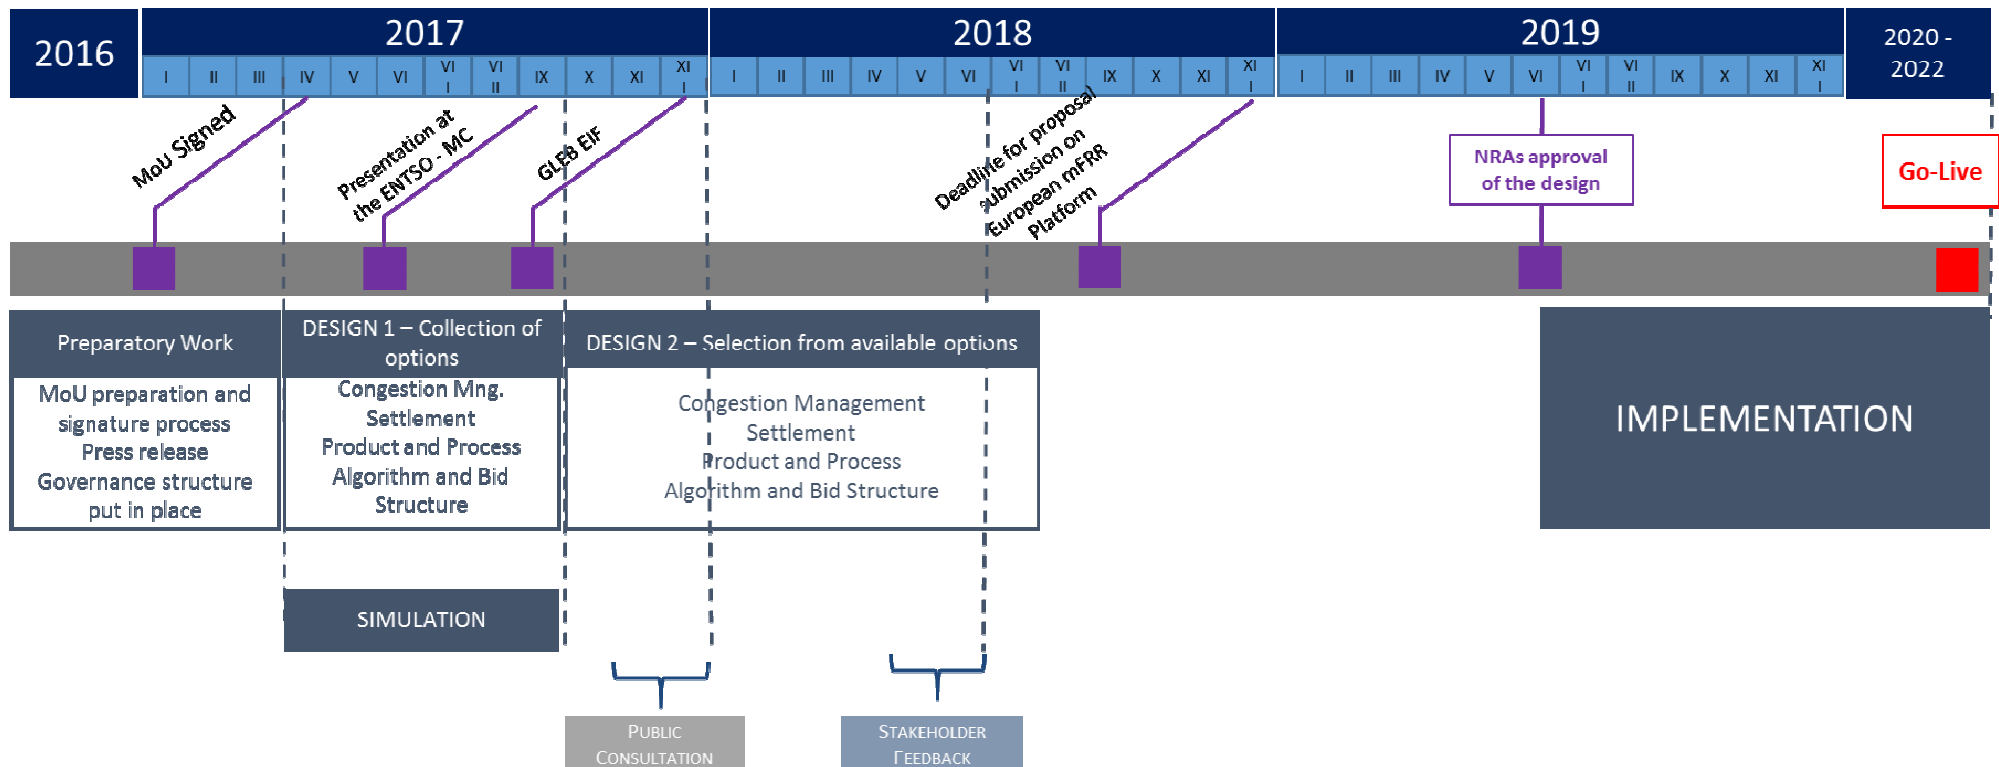 2016
2017
2018
2019
2020 -
2022
I II III IV V VI VI
I VI
II IX X XI XI
I
I II III IV V VI VI
I VI
II IX X XI XI
I
I II III IV V VI VI
I VI
II IX X XI XI
I
MoU Signed
Presentation at
the ENTSO - MC
GLEB EIF
Deadline for proposal
submission on
European mFRR
Platform
NRAs approval
of the design
Go-Live
Preparatory Work
MoU preparation and
signature process
Press release
Governance structure
put in place
DESIGN 1 – Collection of
options
Congestion Mng.
Settlement
Product and Process
Algorithm and Bid
Structure
DESIGN 2 – Selection from available options
Congestion Management
Settlement
Product and Process
Algorithm and Bid Structure
IMPLEMENTATION
SIMULATION
PUBLIC
CONSULTATION
STAKEHOLDER
FEEDBACK